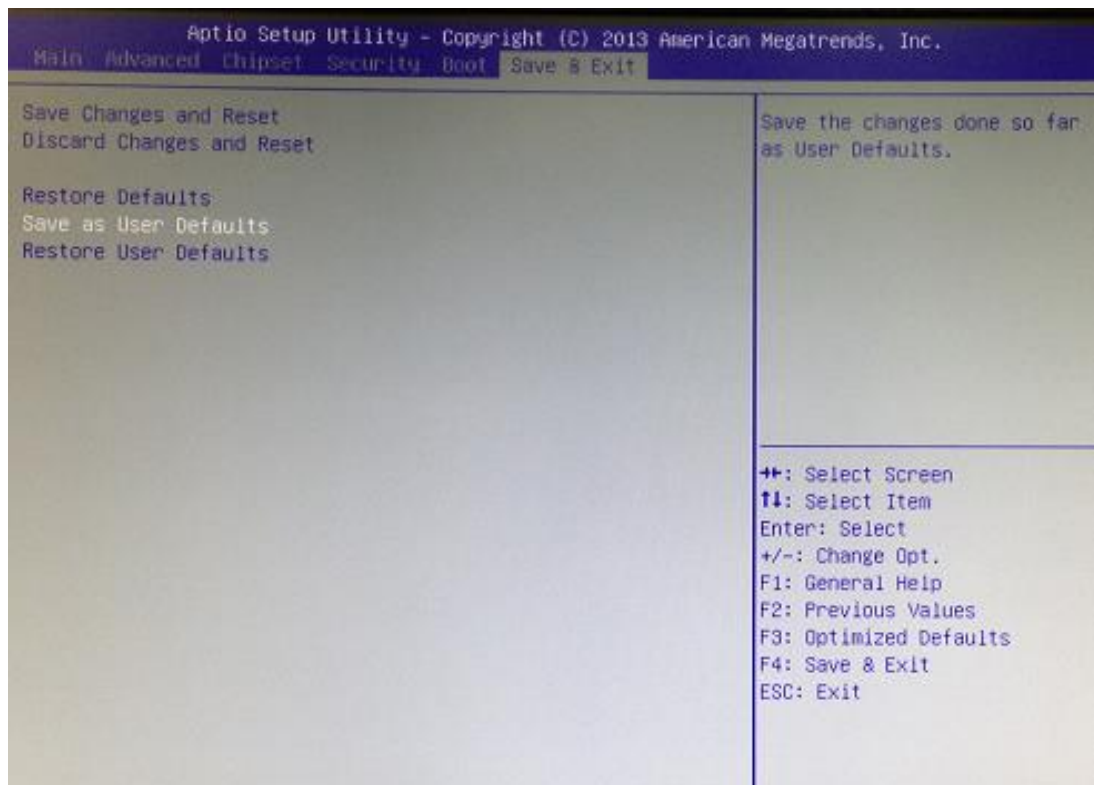 Aptio Setup Utility - Copyright (C) 2013 American Megatrends, Inc.
Main Advanced Chipset Security Boot Save & Exit
Save Changes and Reset
Discard Changes and Reset
Restore Defaults
Save as User Defaults
Restore User Defaults
Save the changes done so far
as User Defaults.
→←: Select Screen
↑↓: Select Item
Enter: Select
+/-: Change Opt.
F1: General Help
F2: Previous Values
F3: Optimized Defaults
F4: Save & Exit
ESC: Exit